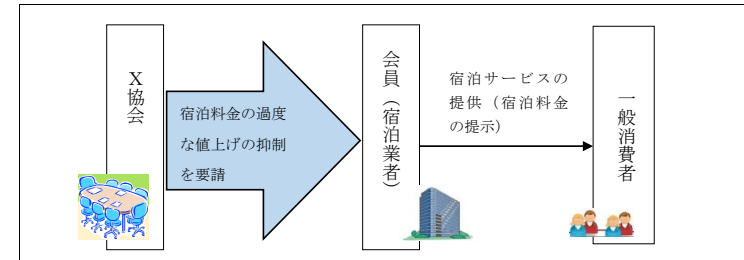 X協会
宿泊料金の過度
な値上げの抑制
を要請
会員（宿泊業者）
宿泊サービスの
提供（宿泊料金
の提示）
一般消費者